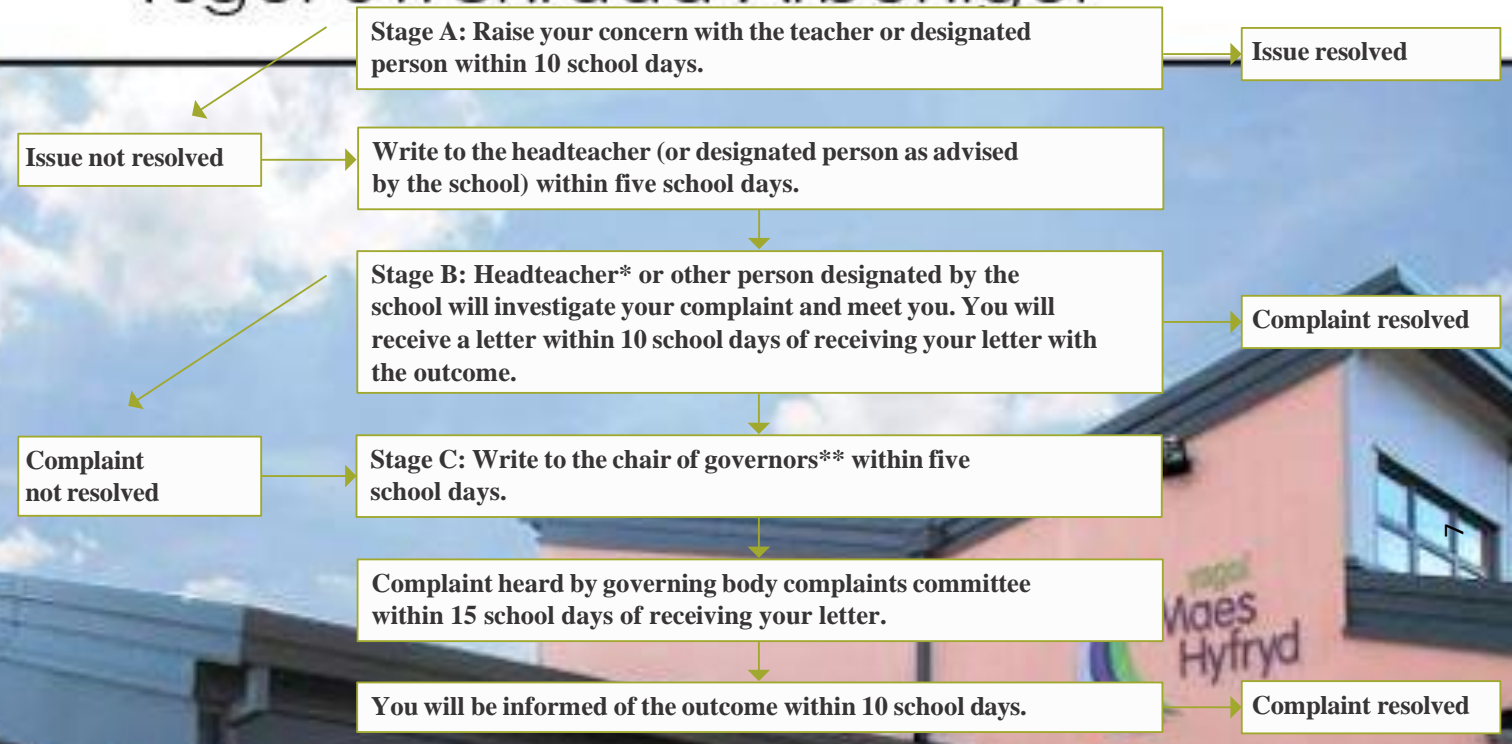 Stage A: Raise your concern with the teacher or designated
person within 10 school days.
Issue resolved
Issue not resolved
Write to the headteacher (or designated person as advised
by the school) within five school days.
Stage B: Headteacher* or other person designated by the
school will investigate your complaint and meet you. You will
receive a letter within 10 school days of receiving your letter with
the outcome.
Complaint resolved
Complaint
not resolved
Stage C: Write to the chair of governors** within five
school days.
7
Complaint heard by governing body complaints committee
within 15 school days of receiving your letter.
ysgol
Maes
Hyfryd
You will be informed of the outcome within 10 school days.
Complaint resolved